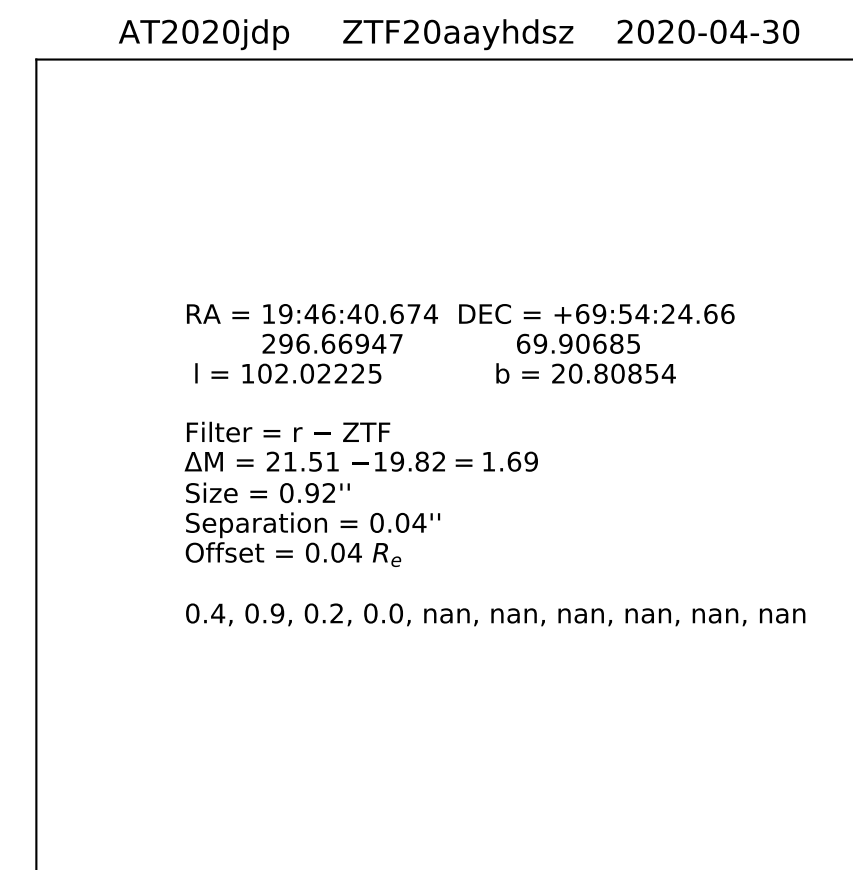 AT2020jdp ZTF20aayhdsz 2020-04-30
RA = 19:46:40.674 DEC = +69:54:24.66
296.66947 69.90685
l = 102.02225 b = 20.80854
Filter = r − ZTF
ΔM = 21.51 −19.82 = 1.69
Size = 0.92''
Separation = 0.04''
Offset = 0.04 Re
0.4, 0.9, 0.2, 0.0, nan, nan, nan, nan, nan, nan